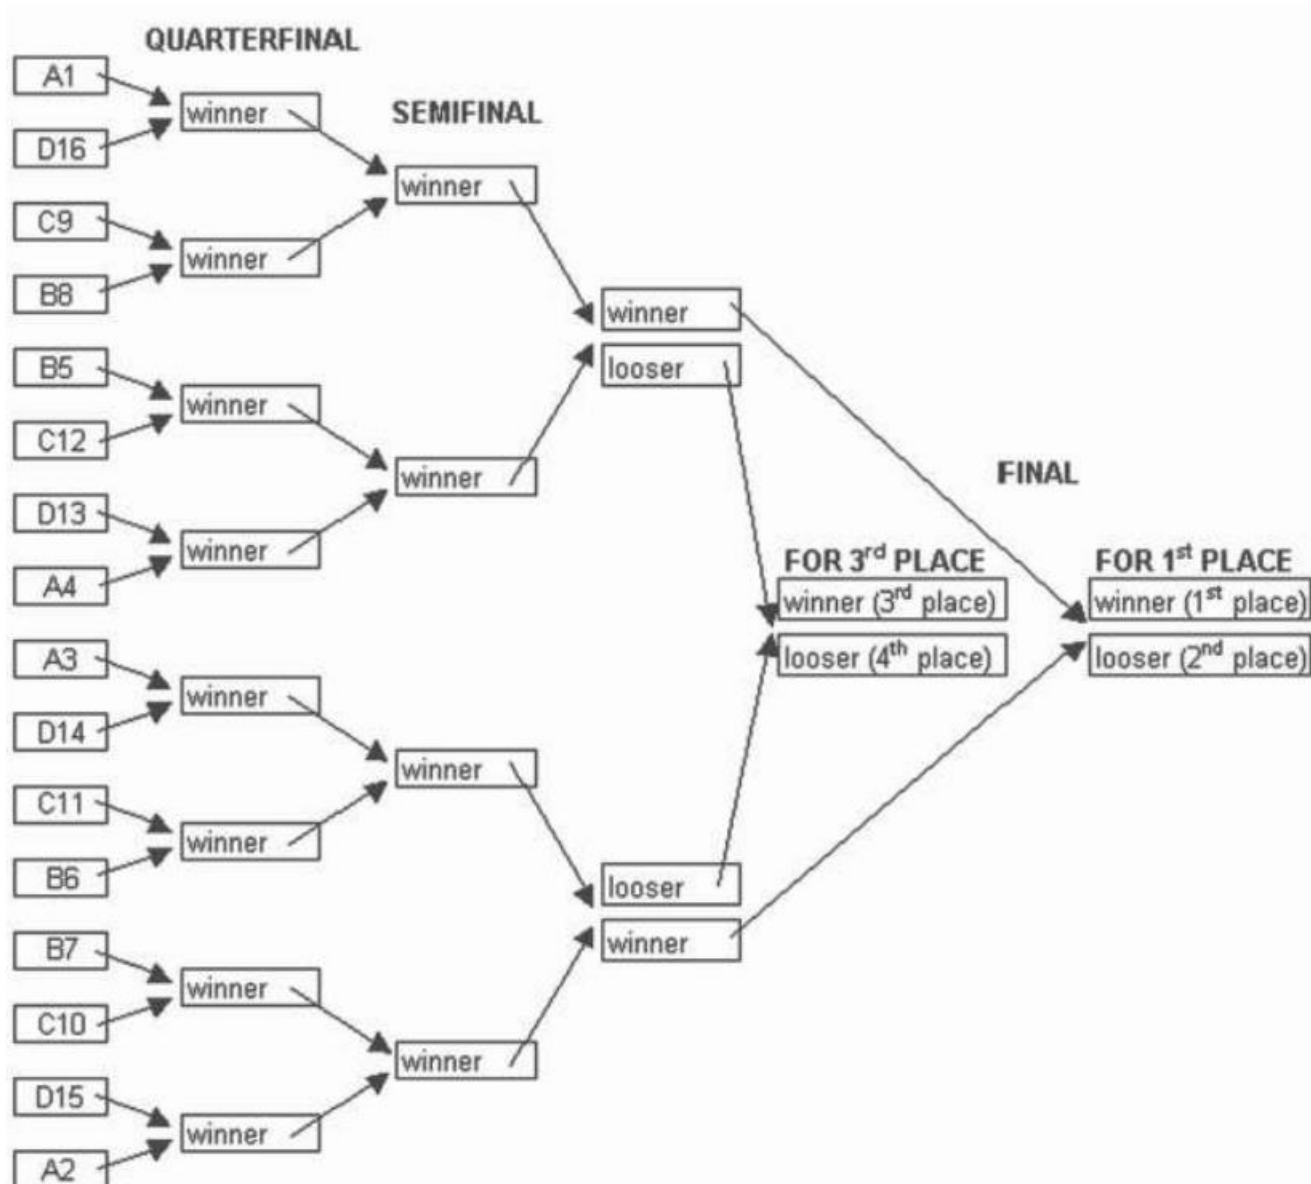 QUARTERFINAL
A1
winner
SEMIFINAL
D16
winner
C9
winner
B8
winner
looser
B5
winner
C12
winner
FINAL
D13
winner
A4
FOR 3rd PLACE
FOR 1st PLACE
winner (3rd place)
winner (1st place)
looser (4th place)
looser (2nd place)
A3
winner
D14
winner
C11
winner
B6
looser
B7
winner
winner
C10
winner
D15
winner
A2